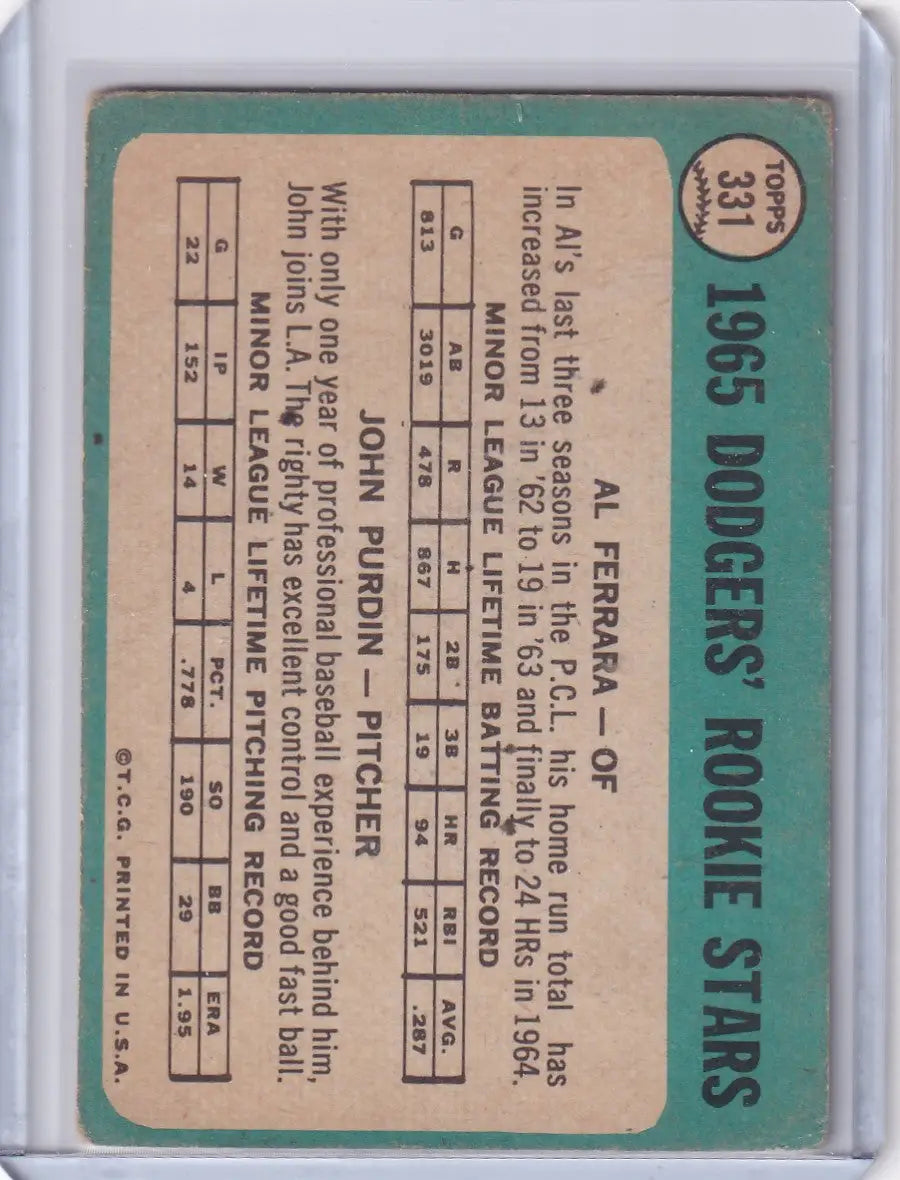 TOPPS
331
1965 DODGERS' ROOKIE STARS
AL FERRARA — OF
In Al's last three seasons in the P.C.L. his home run total has
increased from 13 in '62 to 19 in '63 and finally to 24 HRs in 1964.
MINOR LEAGUE LIFETIME BATTING RECORD
G AB R H 2B 3B HR RBI AVG.
813 3019 478 867 175 19 94 521 .287
JOHN PURDIN — PITCHER
With only one year of professional baseball experience behind him,
John joins L.A. The righty has excellent control and a good fast ball.
MINOR LEAGUE LIFETIME PITCHING RECORD
G IP W L PCT. SO BB ERA
22 152 14 4 .778 190 29 1.95
©T.C.G. PRINTED IN U.S.A.